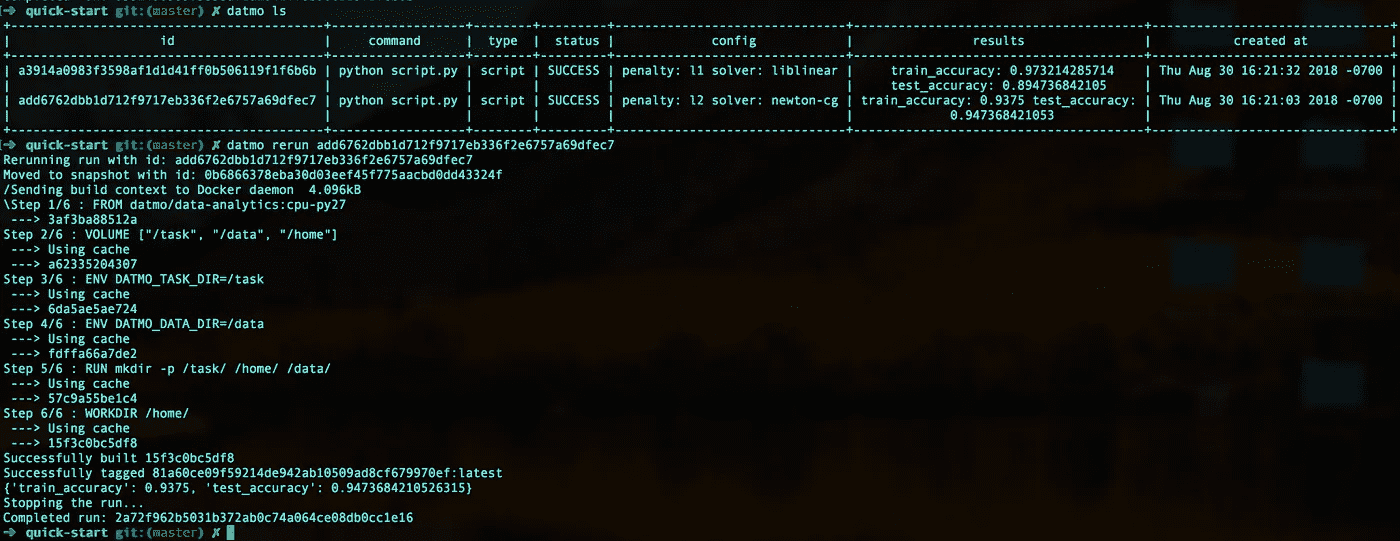 ➜  quick-start git:(master) ✗ datmo ls
+--------------------------------------------+-----------------+--------+---------+--------------------------------+---------------------------------------+--------------------------------+
|                     id                     |     command     |  type  |  status |             config             |                results                |           created at           |
+--------------------------------------------+-----------------+--------+---------+--------------------------------+---------------------------------------+--------------------------------+
| a3914a0983f3598af1d1d41ff0b506119f1f6b6b | python script.py | script | SUCCESS | penalty: l1 solver: liblinear | train_accuracy: 0.973214285714 | Thu Aug 30 16:21:32 2018 -0700 |
| | | | | | test_accuracy: 0.894736842105 | |
| add6762dbb1d712f9717eb336f2e6757a69dfec7 | python script.py | script | SUCCESS | penalty: l2 solver: newton-cg | train_accuracy: 0.9375 test_accuracy: | Thu Aug 30 16:21:03 2018 -0700 |
| | | | | | 0.947368421053 | |
+--------------------------------------------+-----------------+--------+---------+--------------------------------+---------------------------------------+--------------------------------+
➜  quick-start git:(master) ✗ datmo rerun add6762dbb1d712f9717eb336f2e6757a69dfec7
Rerunning run with id: add6762dbb1d712f9717eb336f2e6757a69dfec7
Moved to snapshot with id: 0b6866378eba30d03eef45f775aacbd0dd43324f
/Sending build context to Docker daemon  4.096kB
\Step 1/6 : FROM datmo/data-analytics:cpu-py27
 ---> 3af3ba88512a
Step 2/6 : VOLUME ["/task", "/data", "/home"]
 ---> Using cache
 ---> a62335204307
Step 3/6 : ENV DATMO_TASK_DIR=/task
 ---> Using cache
 ---> 6da5ae5ae724
Step 4/6 : ENV DATMO_DATA_DIR=/data
 ---> Using cache
 ---> fdffa66a7de2
Step 5/6 : RUN mkdir -p /task/ /home/ /data/
 ---> Using cache
 ---> 57c9a55be1c4
Step 6/6 : WORKDIR /home/
 ---> Using cache
 ---> 15f3c0bc5df8
Successfully built 15f3c0bc5df8
Successfully tagged 81a60ce09f59214de942ab10509ad8cf679970ef:latest
{'train_accuracy': 0.9375, 'test_accuracy': 0.9473684210526315}
Stopping the run...
Completed run: 2a72f962b5031b372ab0c74a064ce08db0cc1e16
➜  quick-start git:(master) ✗